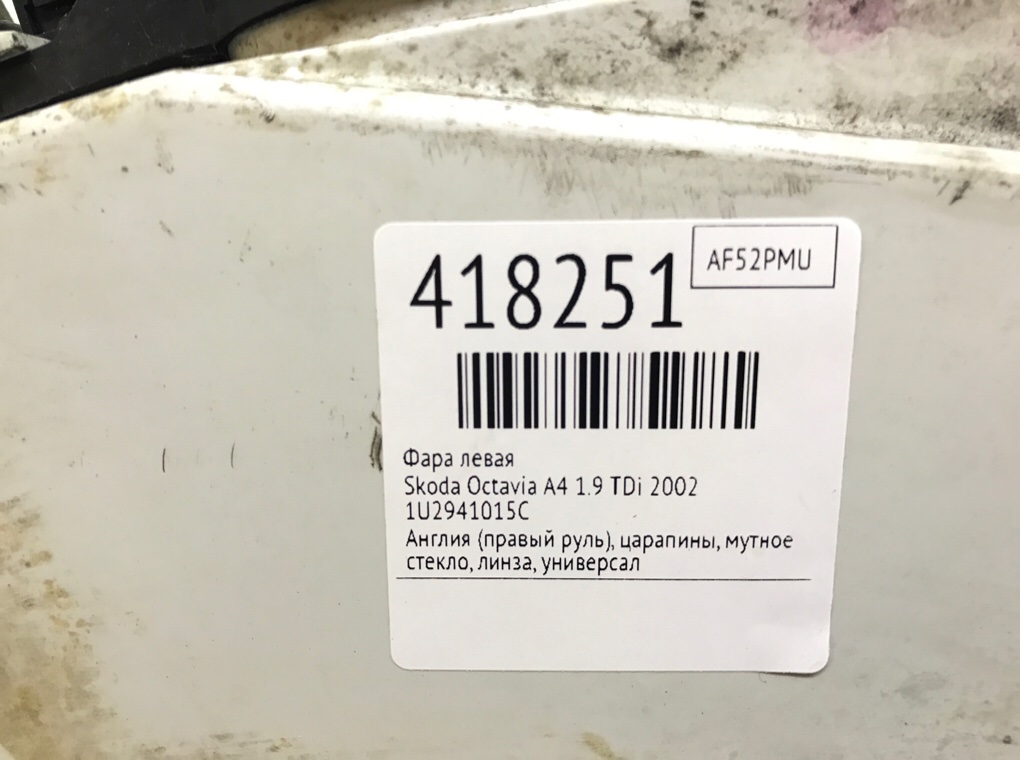 418251
AF52PMU
Фара левая
Skoda Octavia A4 1.9 TDi 2002
1U2941015C
Англия (правый руль), царапины, мутное
стекло, линза, универсал